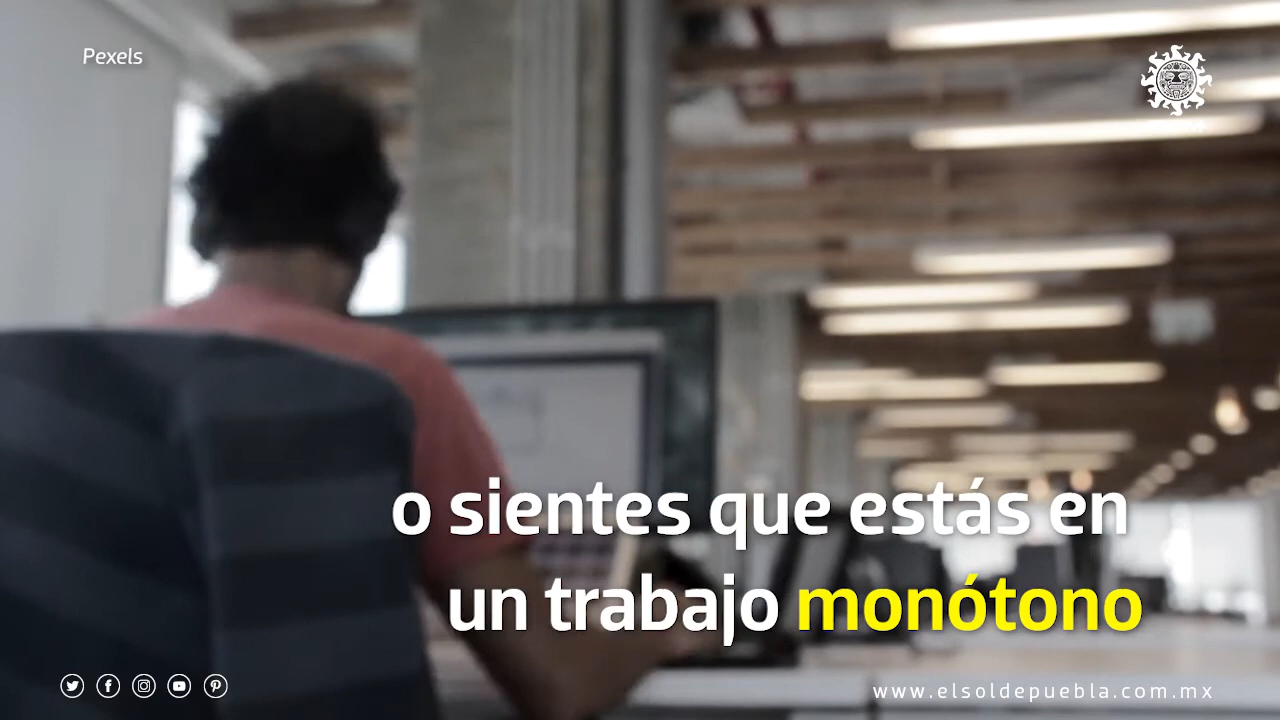 Pexels
o sientes que estás en
un trabajo monótono
www.elsoldepuebla.com.mx